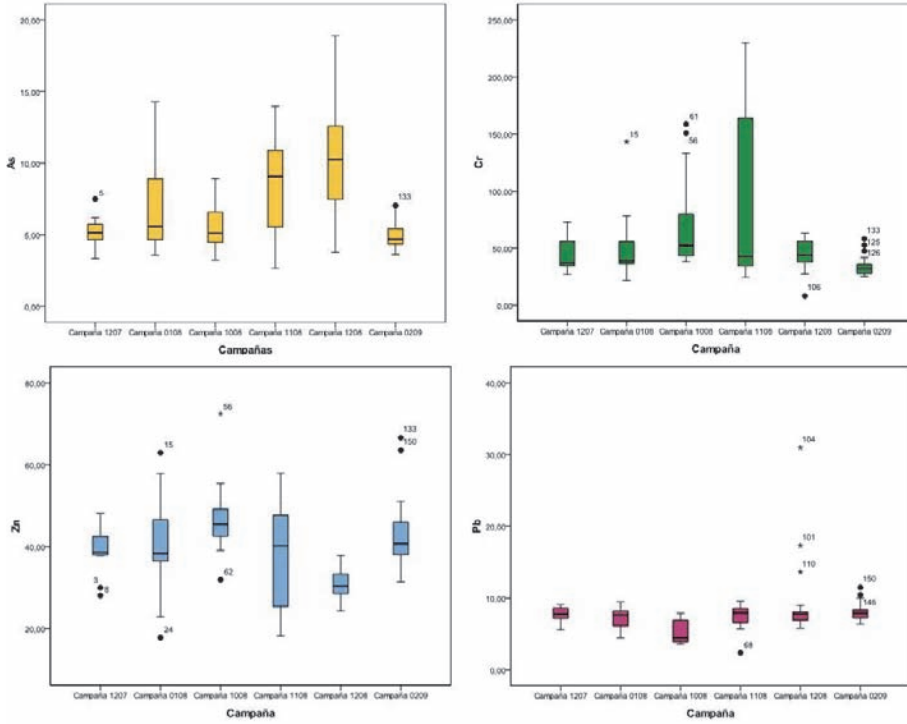 20,00
15,00
10,00
5,00
,00
As
5
133
Campaña 1207
Campaña 0108
Campaña 1008
Campaña 1108
Campaña 1208
Campaña 0209
Campañas
250,00
200,00
150,00
100,00
50,00
,00
Cr
15
61
56
106
133
125
126
Campaña 1207
Campaña 0108
Campaña 1008
Campaña 1108
Campaña 1208
Campaña 0209
Campaña
80,00
60,00
40,00
20,00
Zn
3
8
15
24
56
62
133
150
Campaña 1207
Campaña 0108
Campaña 1008
Campaña 1108
Campaña 1208
Campaña 0209
Campaña
40,00
30,00
20,00
10,00
,00
Pb
68
104
101
110
150
146
Campaña 1207
Campaña 0108
Campaña 1008
Campaña 1108
Campaña 1208
Campaña 0209
Campaña